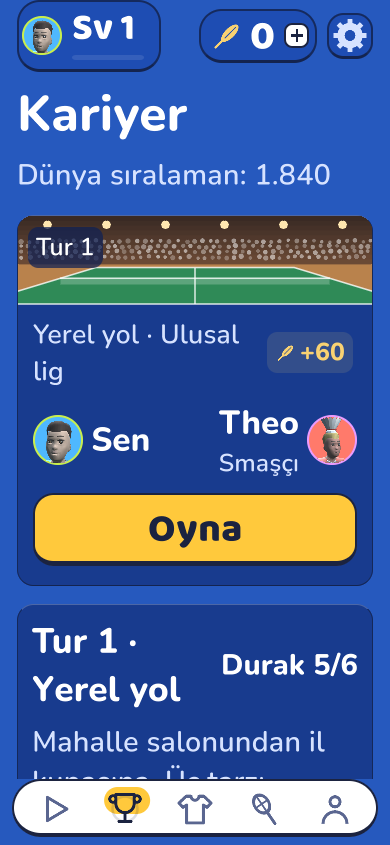 Sv 1
0
Kariyer
Dünya sıralaman: 1.840
Tur 1
Yerel yol · Ulusal
lig
+60
Sen
Theo
Smaşçı
Oyna
Tur 1 ·
Yerel yol
Durak 5/6
Mahalle salonundan il